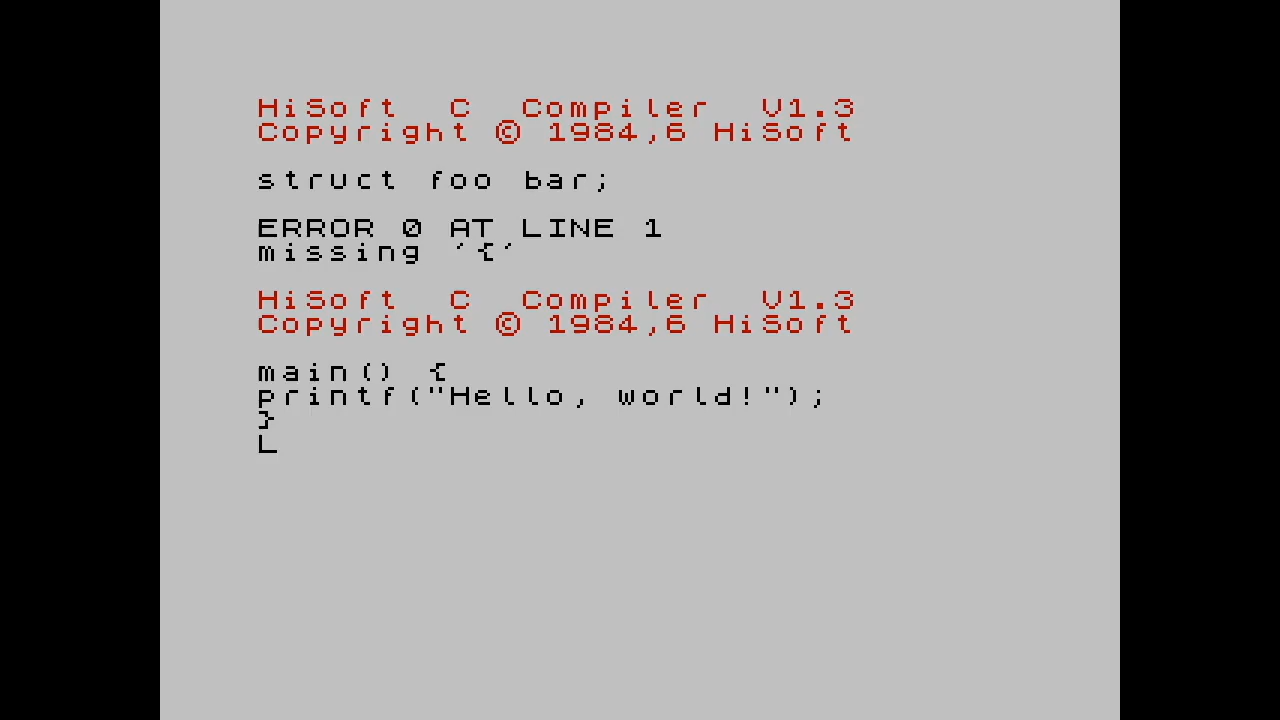 HiSoft  C  Compiler  V1.3
Copyright © 1984,6 HiSoft
struct foo bar;
ERROR 0 AT LINE 1
missing '{'
HiSoft  C  Compiler  V1.3
Copyright © 1984,6 HiSoft
main() {
printf("Hello, world!");
}
L